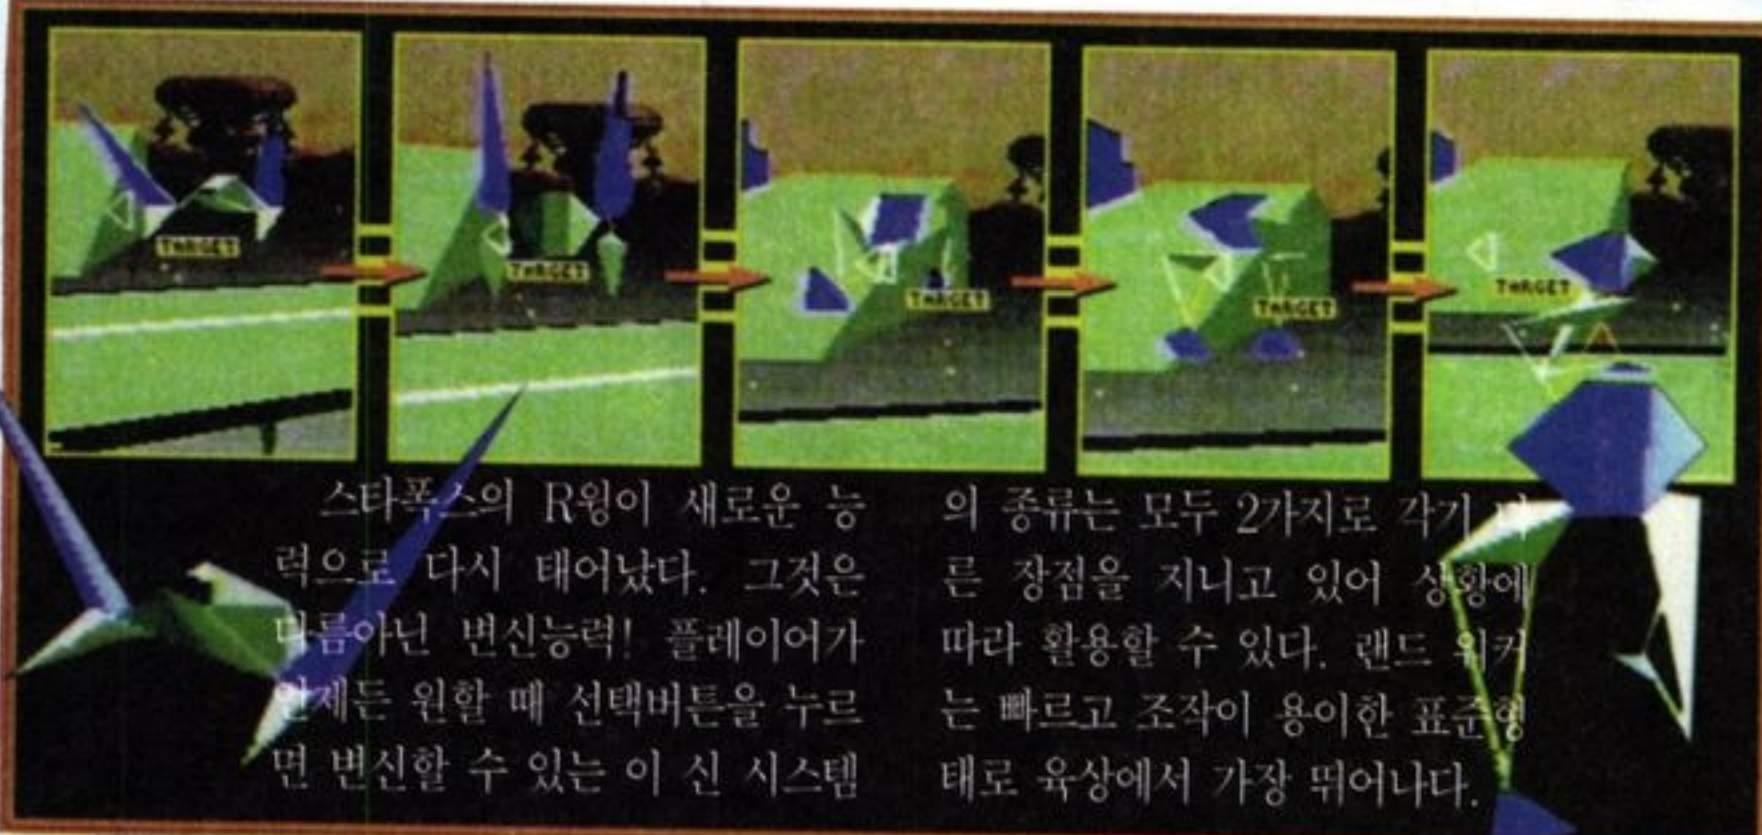 TARGET
TARGET
TARGET
TARGET
TARGET
스타폭스의 R윙이 새로운 능
력으로 다시 태어났다. 그것은
다름아닌 변신능력! 플레이어가
언제든 원할 때 선택버튼을 누르
면 변신할 수 있는 이 신 시스템
의 종류는 모두 2가지로 각기 다
른 장점을 지니고 있어 상황에
따라 활용할 수 있다. 랜드 워커
는 빠르고 조작이 용이한 표준형
태로 육상에서 가장 뛰어나다.